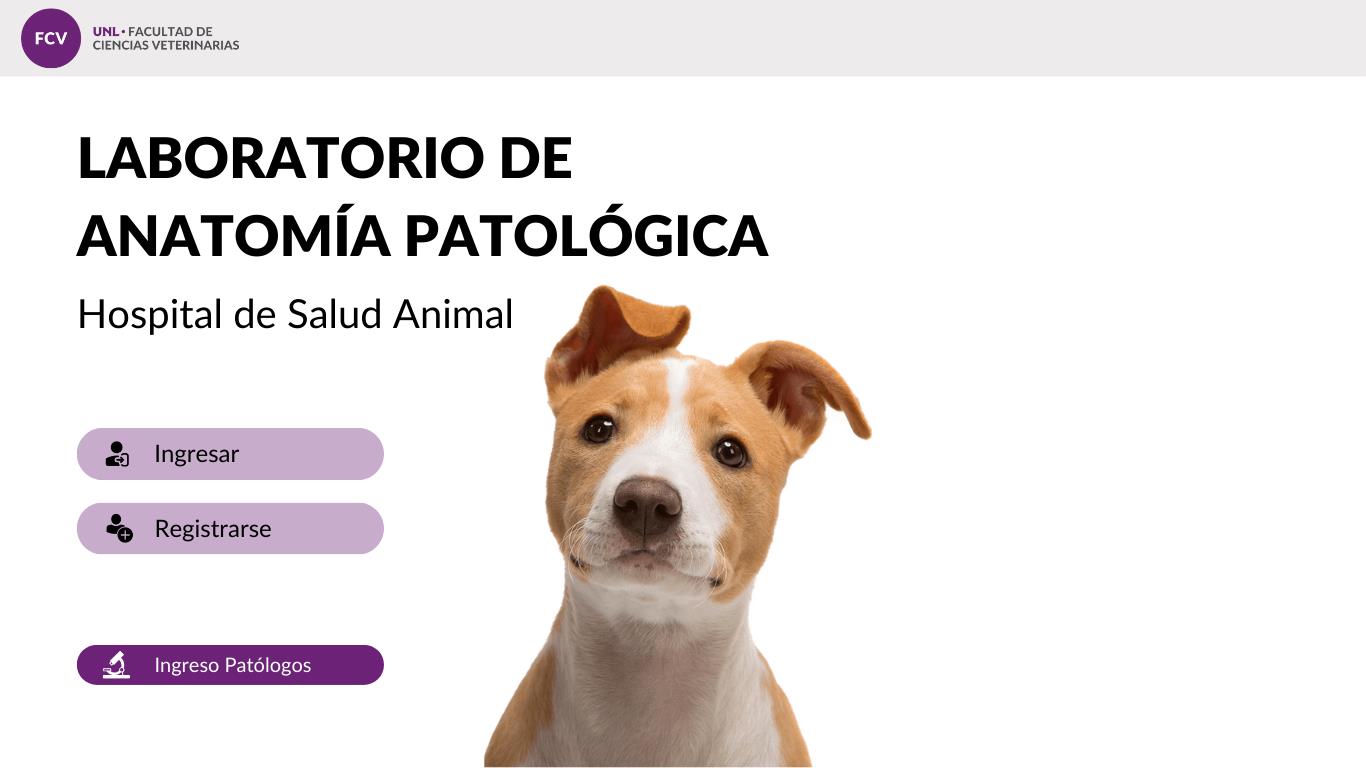 FCV
UNL • FACULTAD DE
CIENCIAS VETERINARIAS
LABORATORIO DE
ANATOMÍA PATOLÓGICA
Hospital de Salud Animal
Ingresar
Registrarse
Ingreso Patólogos